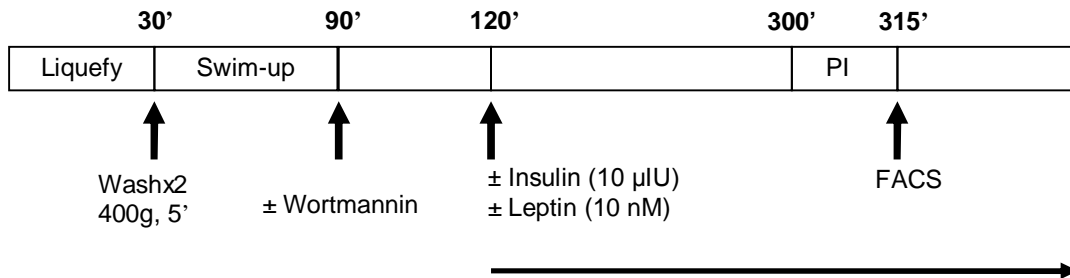 30’ 90’ 120’ 300’ 315’
Liquefy Swim-up PI
Washx2
400g, 5’
± Wortmannin
± Insulin (10 µIU)
± Leptin (10 nM)
FACS